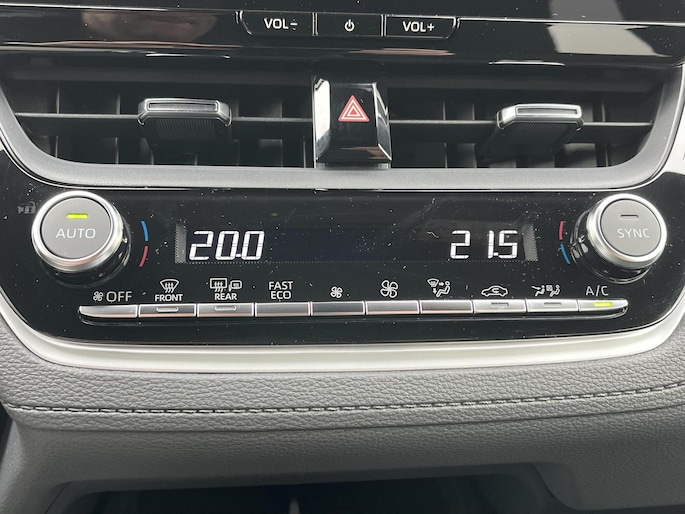 VOL- VOL+
AUTO 20.0 21.5 SYNC
OFF FRONT REAR FAST ECO A/C